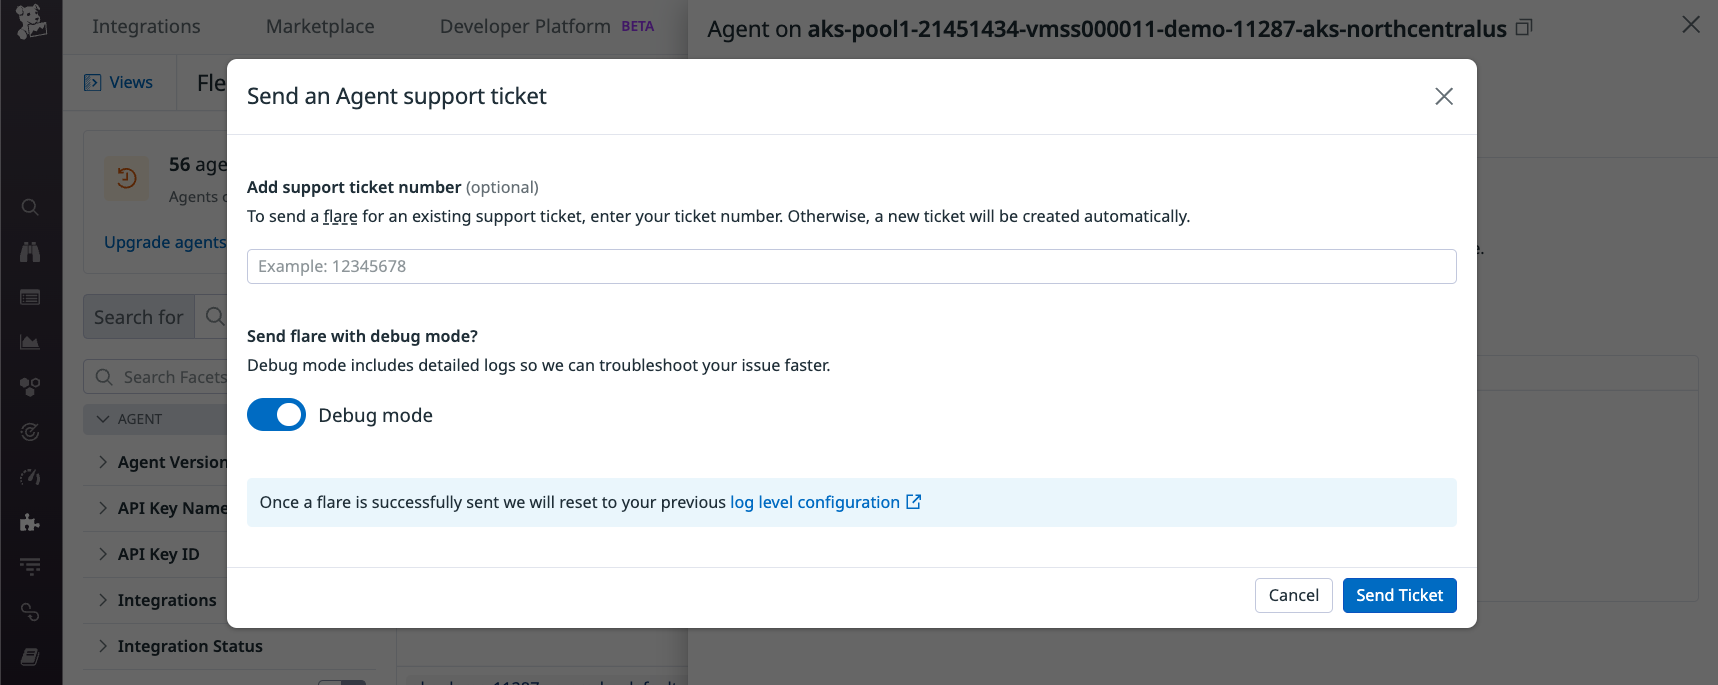 Integrations
Marketplace
Developer Platform BETA
Agent on aks-pool1-21451434-vmss000011-demo-11287-aks-northcentralus
Views
Fle
56 age
Agents
Upgrade agents
Search for
Search Facets
AGENT
Agent Version
API Key Name
API Key ID
Integrations
Integration Status
Send an Agent support ticket
Add support ticket number (optional)
To send a flare for an existing support ticket, enter your ticket number. Otherwise, a new ticket will be created automatically.
Example: 12345678
Send flare with debug mode?
Debug mode includes detailed logs so we can troubleshoot your issue faster.
Debug mode
Once a flare is successfully sent we will reset to your previous log level configuration
Cancel
Send Ticket